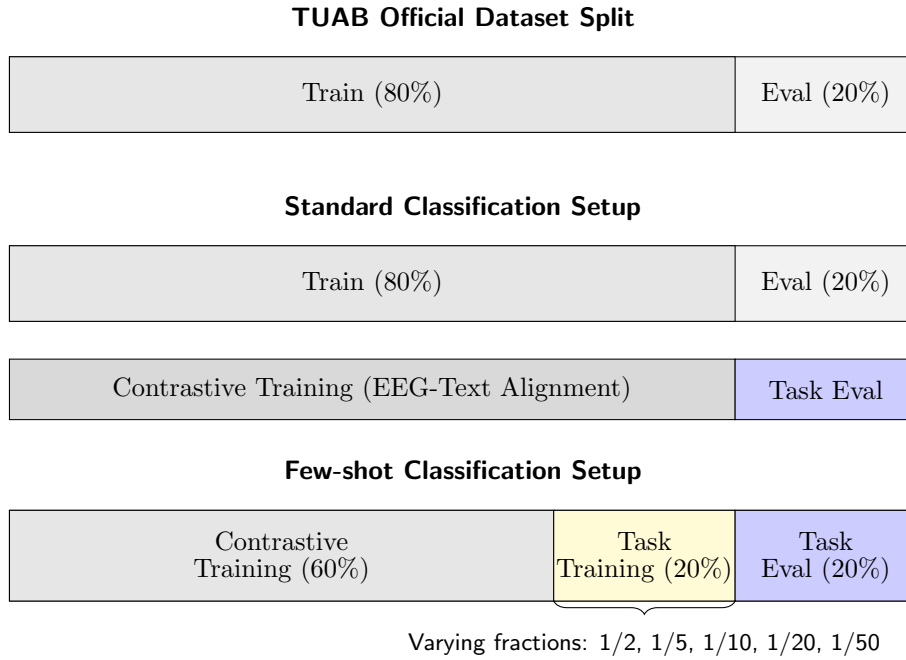 TUAB Official Dataset Split
Train (80%)
Eval (20%)
Standard Classification Setup
Train (80%)
Eval (20%)
Contrastive Training (EEG-Text Alignment)
Task Eval
Few-shot Classification Setup
Contrastive
Training (60%)
Task
Training (20%)
Task
Eval (20%)
Varying fractions: 1/2, 1/5, 1/10, 1/20, 1/50